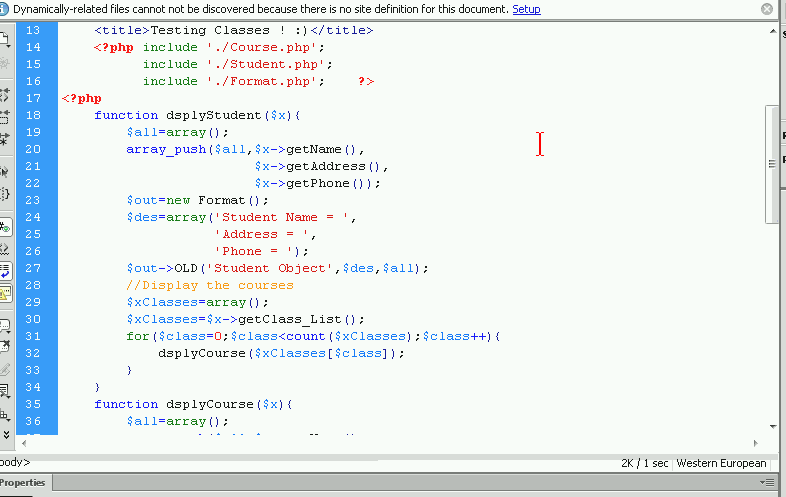 Dynamically-related files cannot not be discovered because there is no site definition for this document. Setup
13 <title>Testing Classes ! :)</title>
14 <?php include './Course.php';
15 include './Student.php';
16 include './Format.php'; ?>
17 <?php
18 function dsplyStudent($x){
19 $all=array();
20 array_push($all,$x->getName(),
21 $x->getAddress(),
22 $x->getPhone());
23 $out=new Format();
24 $des=array('Student Name = ',
25 'Address = ',
26 'Phone = ');
27 $out->OLD('Student Object',$des,$all);
28 //Display the courses
29 $xClasses=array();
30 $xClasses=$x->getClass_List();
31 for($class=0;$class<count($xClasses);$class++){
32 dsplyCourse($xClasses[$class]);
33 }
34 }
35 function dsplyCourse($x){
36 $all=array();
body>
2K / 1 sec Western European
Properties